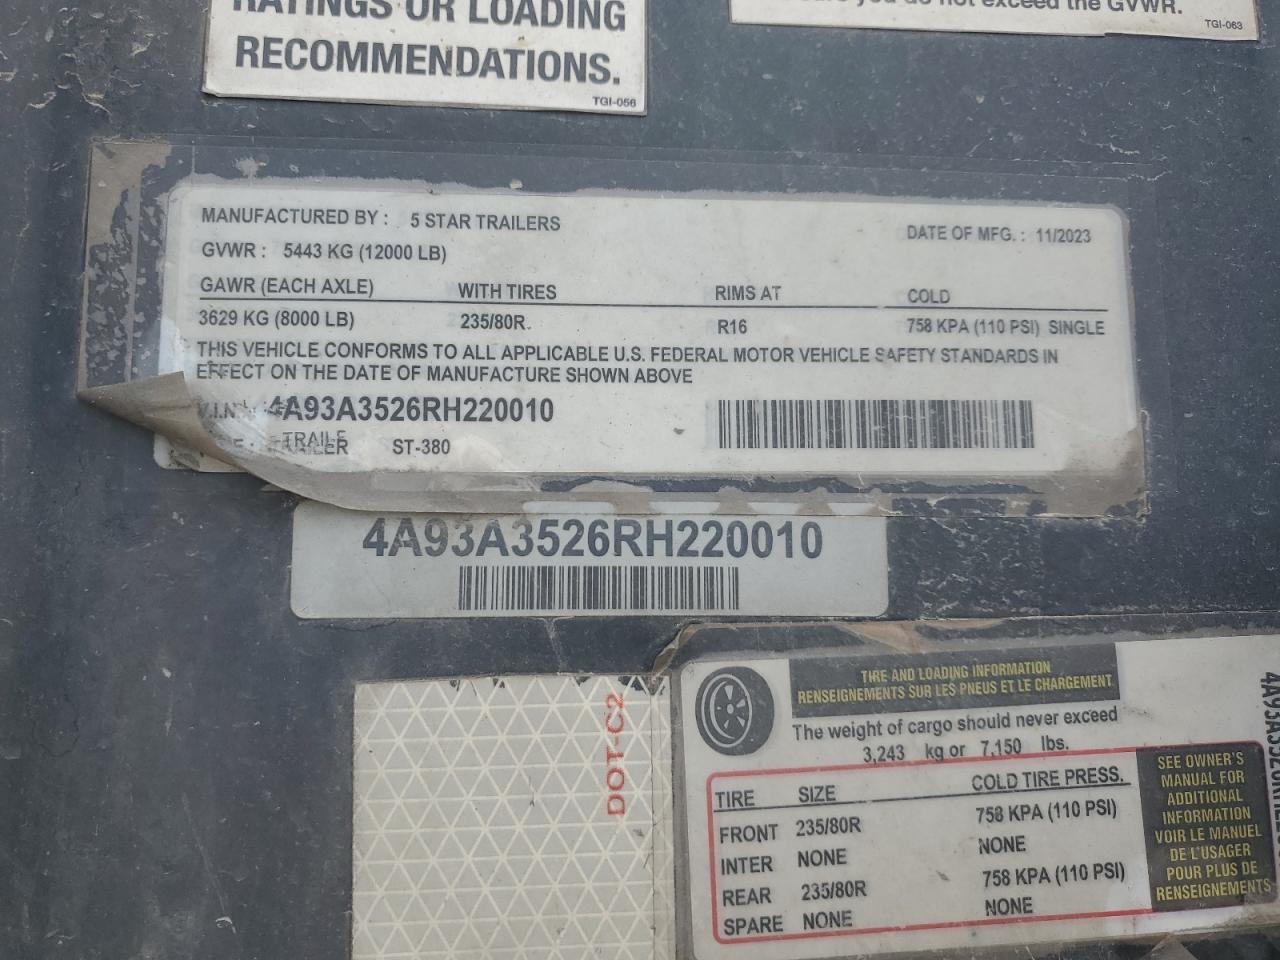 RATINGS OR LOADING
RECOMMENDATIONS.
TGI-056
you do not exceed the GVWR.
TGI-063
MANUFACTURED BY : 5 STAR TRAILERS
DATE OF MFG. : 11/2023
GVWR : 5443 KG (12000 LB)
GAWR (EACH AXLE) WITH TIRES RIMS AT COLD
3629 KG (8000 LB) 235/80R. R16 758 KPA (110 PSI) SINGLE
THIS VEHICLE CONFORMS TO ALL APPLICABLE U.S. FEDERAL MOTOR VEHICLE SAFETY STANDARDS IN
EFFECT ON THE DATE OF MANUFACTURE SHOWN ABOVE
V.I.N. 4A93A3526RH220010
TRAILER ST-380
4A93A3526RH220010
DOT-C2
TIRE AND LOADING INFORMATION
RENSEIGNEMENTS SUR LES PNEUS ET LE CHARGEMENT
The weight of cargo should never exceed
3,243 kg or 7,150 lbs.
TIRE SIZE COLD TIRE PRESS.
FRONT 235/80R 758 KPA (110 PSI)
INTER NONE NONE
REAR 235/80R 758 KPA (110 PSI)
SPARE NONE NONE
SEE OWNER'S
MANUAL FOR
ADDITIONAL
INFORMATION
VOIR LE MANUEL
DE L'USAGER
POUR PLUS DE
RENSEIGNEMENTS